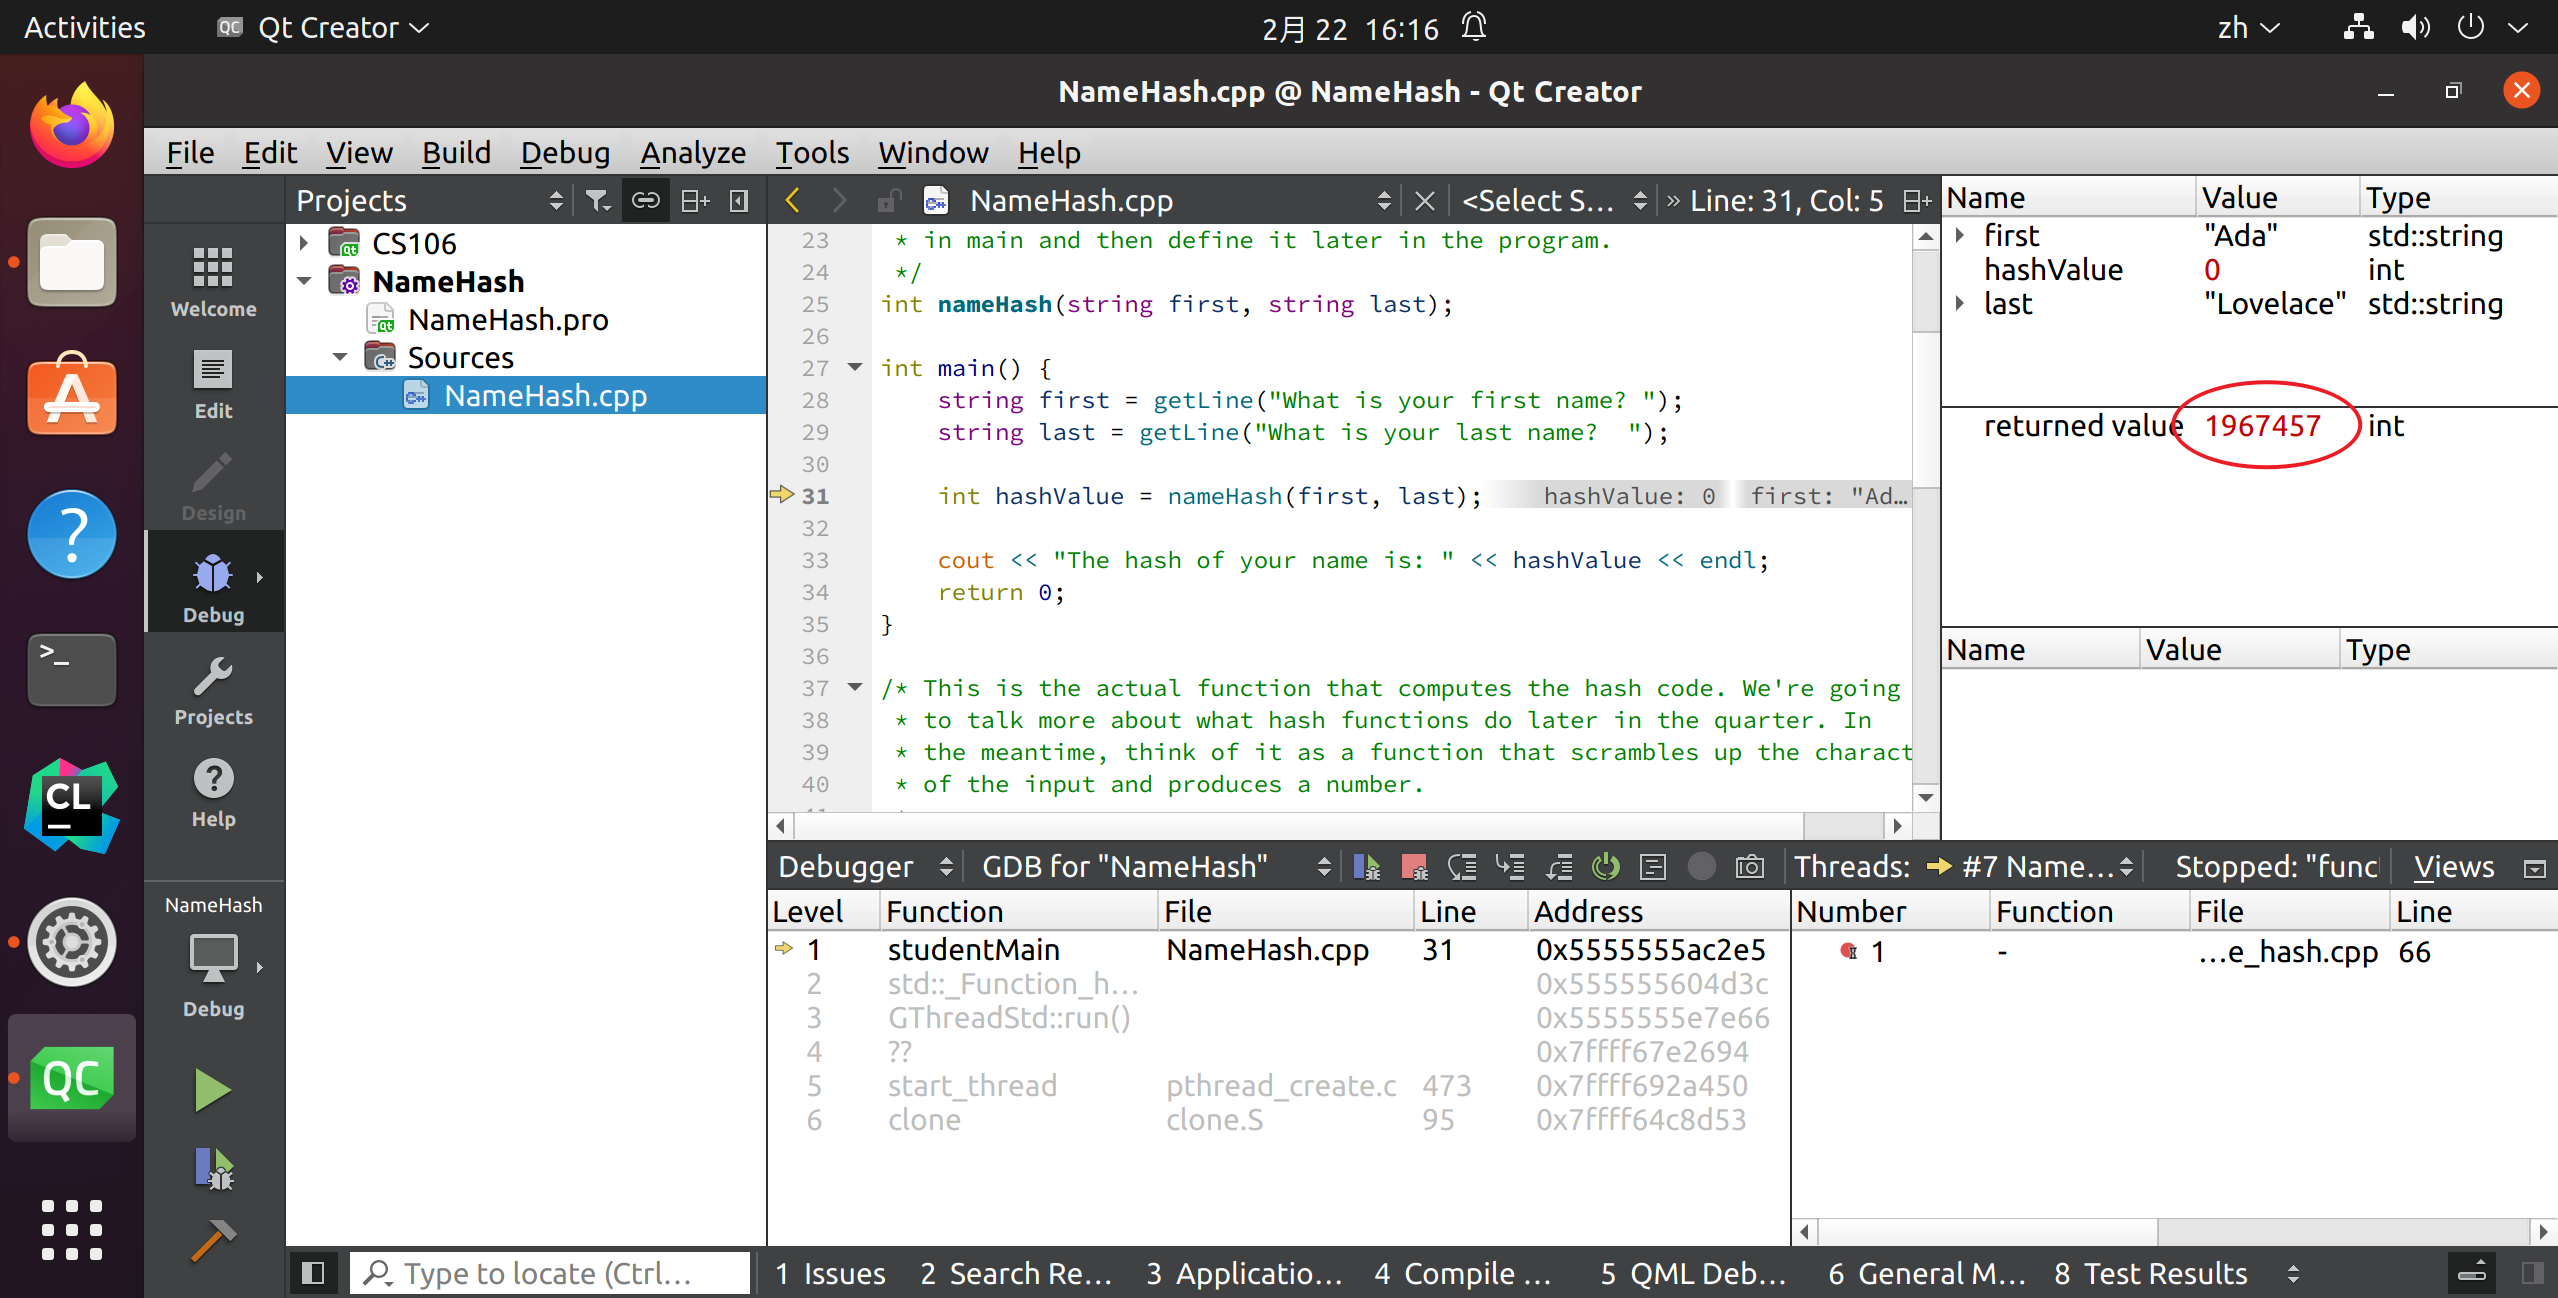 Activities
QC Qt Creator
2月 22 16:16
zh
NameHash.cpp @ NameHash - Qt Creator
File Edit View Build Debug Analyze Tools Window Help
Projects
NameHash.cpp
<Select S...
» Line: 31, Col: 5
CS106
NameHash
NameHash.pro
Sources
NameHash.cpp
Welcome
Edit
Design
Debug
Projects
Help
NameHash
Debug
23 * in main and then define it later in the program.
24 */
25 int nameHash(string first, string last);
26
27 int main() {
28 string first = getLine("What is your first name? ");
29 string last = getLine("What is your last name?  ");
30
31 int hashValue = nameHash(first, last); hashValue: 0 first: "Ad...
32
33 cout << "The hash of your name is: " << hashValue << endl;
34 return 0;
35 }
36
37 /* This is the actual function that computes the hash code. We're going
38 * to talk more about what hash functions do later in the quarter. In
39 * the meantime, think of it as a function that scrambles up the charact
40 * of the input and produces a number.
Name Value Type
first "Ada" std::string
hashValue 0 int
last "Lovelace" std::string
returned value 1967457 int
Name Value Type
Debugger GDB for "NameHash" Threads: #7 Name... Stopped: "func Views
Level Function File Line Address
1 studentMain NameHash.cpp 31 0x5555555ac2e5
2 std::_Function_h... 0x555555604d3c
3 GThreadStd::run() 0x5555555e7e66
4 ?? 0x7ffff67e2694
5 start_thread pthread_create.c 473 0x7ffff692a450
6 clone clone.S 95 0x7ffff64c8d53
Number Function File Line
1 - ...e_hash.cpp 66
Type to locate (Ctrl...
1 Issues 2 Search Re... 3 Applicatio... 4 Compile ... 5 QML Deb... 6 General M... 8 Test Results
>_
CL
QC